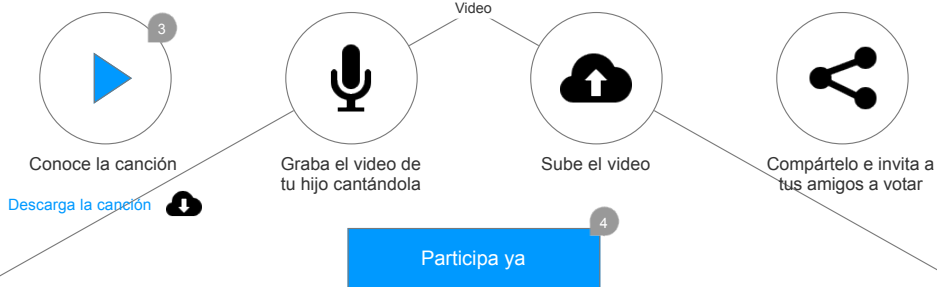 Video
3
Conoce la canción
Graba el video de
tu hijo cantándola
Sube el video
Compártelo e invita a
tus amigos a votar
Descarga la canción
4
Participa ya